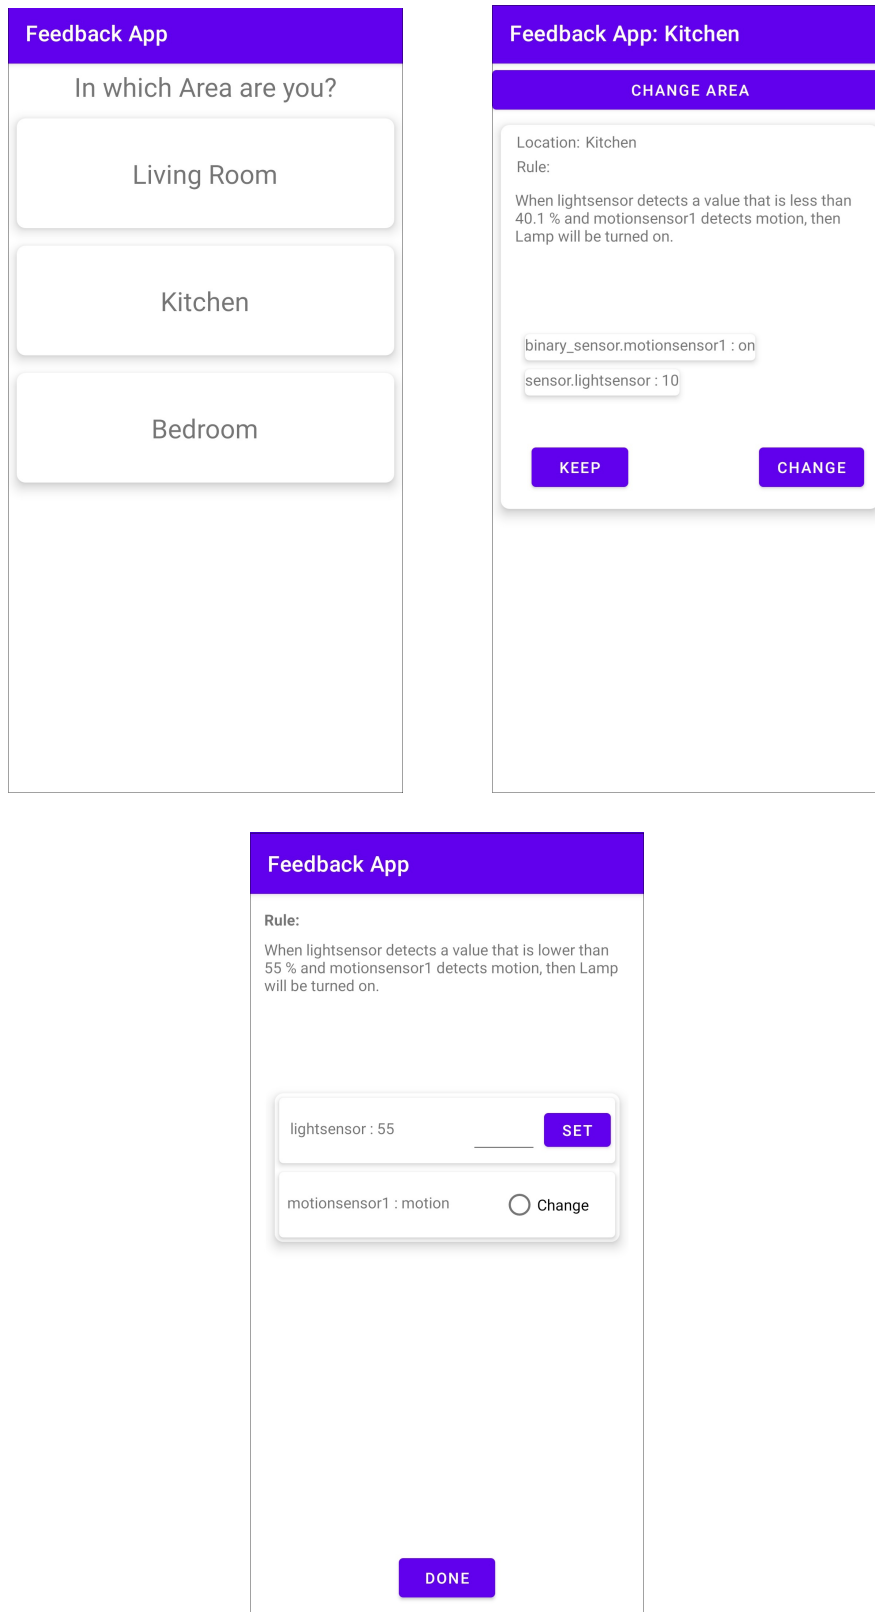 Feedback App
In which Area are you?
Living Room
Kitchen
Bedroom
Feedback App: Kitchen
CHANGE AREA
Location: Kitchen
Rule:
When lightsensor detects a value that is less than
40.1 % and motionsensor1 detects motion, then
Lamp will be turned on.
binary_sensor.motionsensor1 : on
sensor.lightsensor : 10
KEEP
CHANGE
Feedback App
Rule:
When lightsensor detects a value that is lower than
55 % and motionsensor1 detects motion, then Lamp
will be turned on.
lightsensor : 55
SET
motionsensor1 : motion
Change
DONE